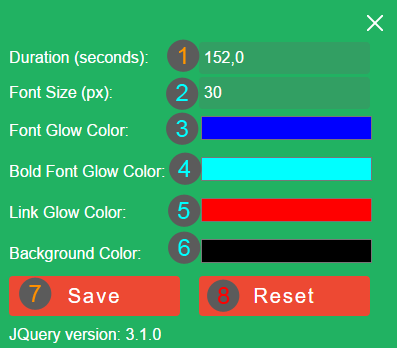 Duration (seconds): 1 152,0
Font Size (px): 2 30
Font Glow Color: 3
Bold Font Glow Color: 4
Link Glow Color: 5
Background Color: 6
7 Save 8 Reset
JQuery version: 3.1.0